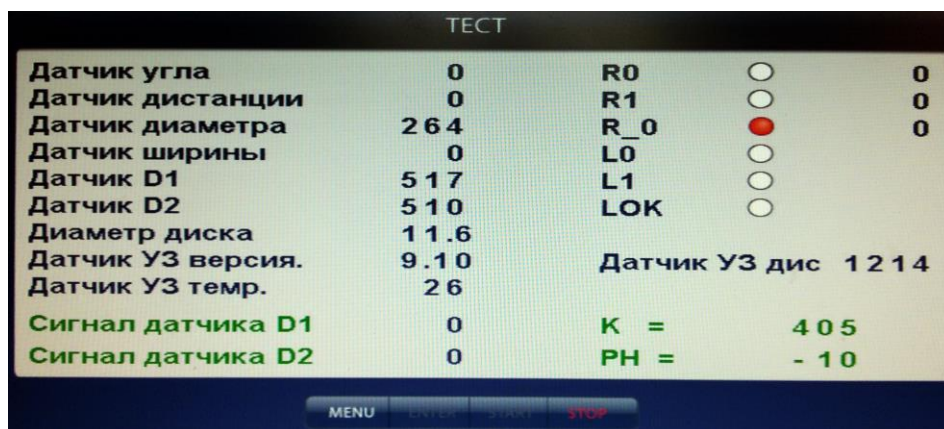 ТЕСТ
Датчик угла 0 R0 0
Датчик дистанции 0 R1 0
Датчик диаметра 264 R_0 0
Датчик ширины 0 L0
Датчик D1 517 L1
Датчик D2 510 LOK
Диаметр диска 11.6
Датчик УЗ версия. 9.10 Датчик УЗ дис 1214
Датчик УЗ темр. 26
Сигнал датчика D1 0 K = 405
Сигнал датчика D2 0 PH = -10
MENU ENTER START STOP